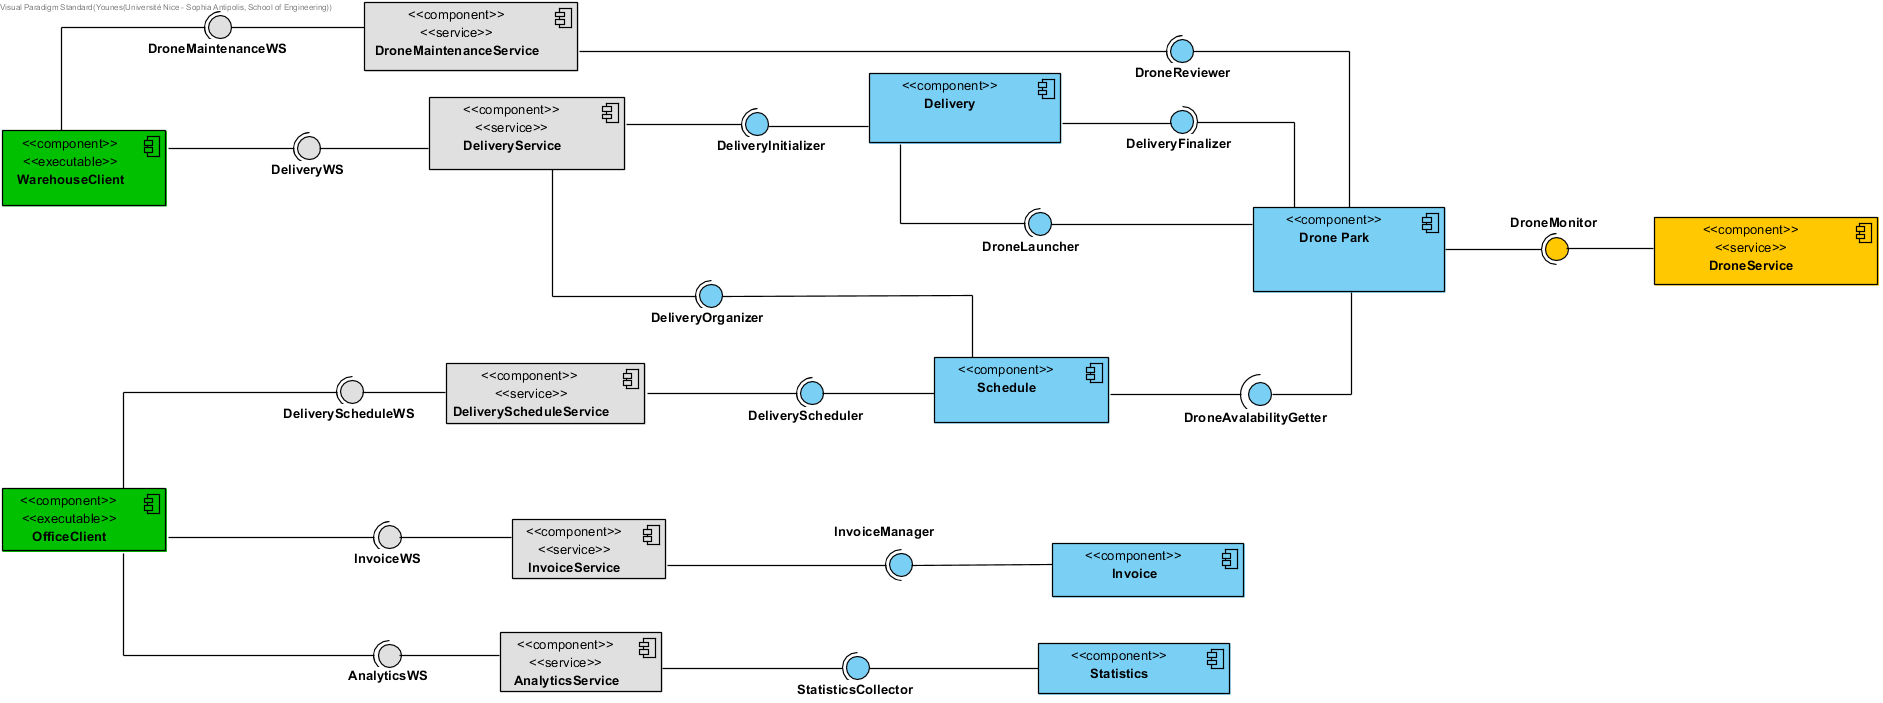 Visual Paradigm Standard(Younes(Université Nice - Sophia Antipolis, School of Engineering))
<<component>>
<<service>>
DroneMaintenanceService
DroneMaintenanceWS
DroneReviewer
<<component>>
Delivery
<<component>>
<<service>>
DeliveryService
DeliveryInitializer
DeliveryFinalizer
<<component>>
<<executable>>
WarehouseClient
DeliveryWS
<<component>>
Drone Park
DroneLauncher
DroneMonitor
<<component>>
<<service>>
DroneService
DeliveryOrganizer
<<component>>
<<service>>
DeliveryScheduleService
DeliveryScheduleWS
DeliveryScheduler
<<component>>
Schedule
DroneAvalabilityGetter
<<component>>
<<executable>>
OfficeClient
InvoiceWS
<<component>>
<<service>>
InvoiceService
InvoiceManager
<<component>>
Invoice
AnalyticsWS
<<component>>
<<service>>
AnalyticsService
StatisticsCollector
<<component>>
Statistics